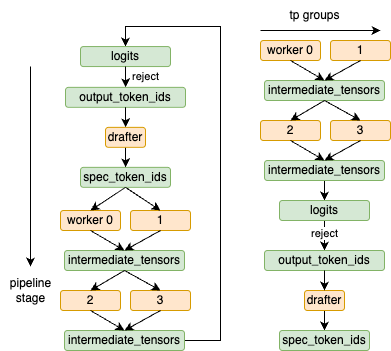 logits
reject
output_token_ids
drafter
spec_token_ids
worker 0
1
intermediate_tensors
2
3
intermediate_tensors
pipeline
stage
tp groups
worker 0
1
intermediate_tensors
2
3
intermediate_tensors
logits
reject
output_token_ids
drafter
spec_token_ids